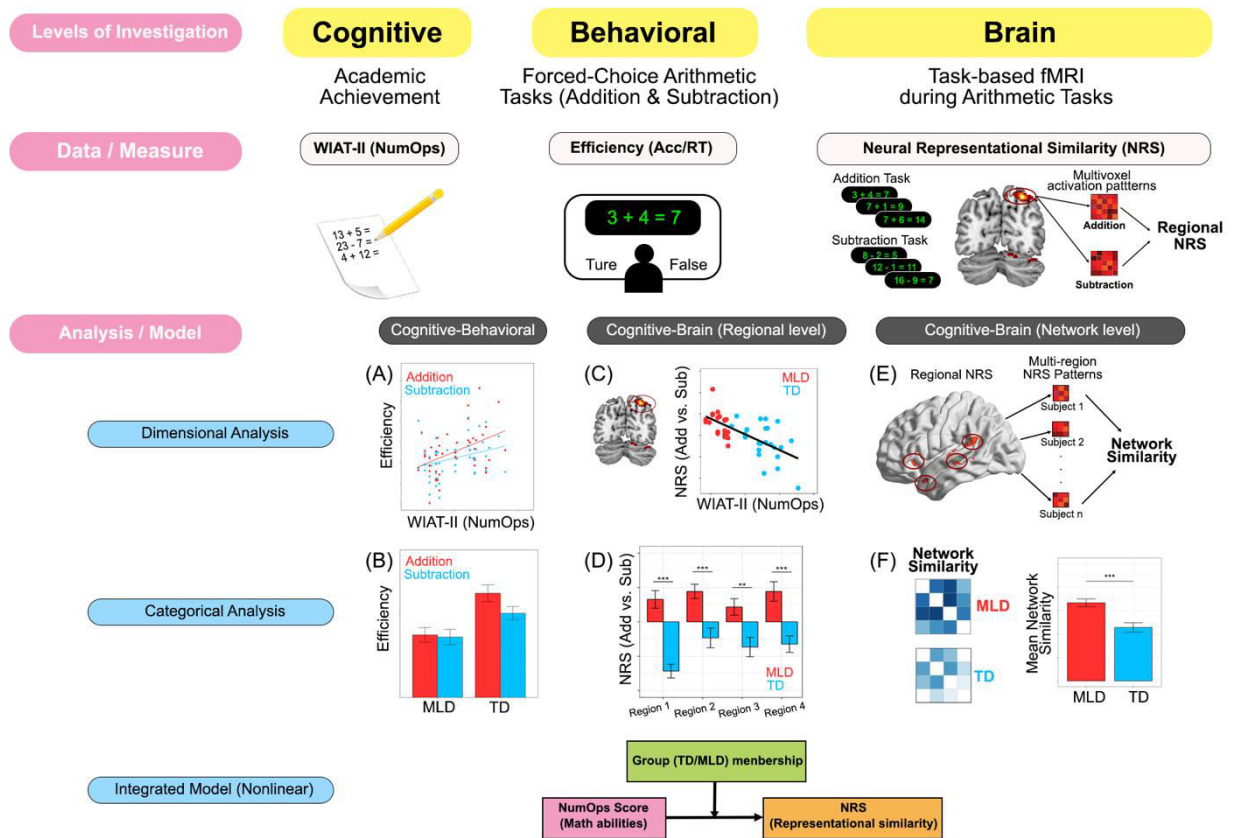 Levels of Investigation
Cognitive
Behavioral
Brain
Academic
Achievement
Forced-Choice Arithmetic
Tasks (Addition & Subtraction)
Task-based fMRI
during Arithmetic Tasks
Data / Measure
WIAT-II (NumOps)
Efficiency (Acc/RT)
Neural Representational Similarity (NRS)
13 + 5 =
23 - 7 =
4 + 12 =
3 + 4 = 7
Ture
False
Addition Task
3 + 4 = 7
7 + 1 = 9
7 + 6 = 14
Subtraction Task
8 - 2 = 5
12 - 1 = 11
16 - 9 = 7
Multivoxel
activation pattterns
Addition
Subtraction
Regional
NRS
Analysis / Model
Cognitive-Behavioral
Cognitive-Brain (Regional level)
Cognitive-Brain (Network level)
Dimensional Analysis
(A)
Addition
Subtraction
Efficiency
WIAT-II (NumOps)
(C)
MLD
TD
NRS (Add vs. Sub)
WIAT-II (NumOps)
(E)
Regional NRS
Multi-region
NRS Patterns
Subject 1
Subject 2
Subject n
Network
Similarity
Categorical Analysis
(B)
Addition
Subtraction
Efficiency
MLD
TD
(D)
NRS (Add vs. Sub)
***
***
**
***
MLD
TD
Region 1
Region 2
Region 3
Region 4
(F)
Network
Similarity
MLD
TD
Mean Network
Similarity
***
MLD
TD
Integrated Model (Nonlinear)
Group (TD/MLD) menbership
NumOps Score
(Math abilities)
NRS
(Representational similarity)